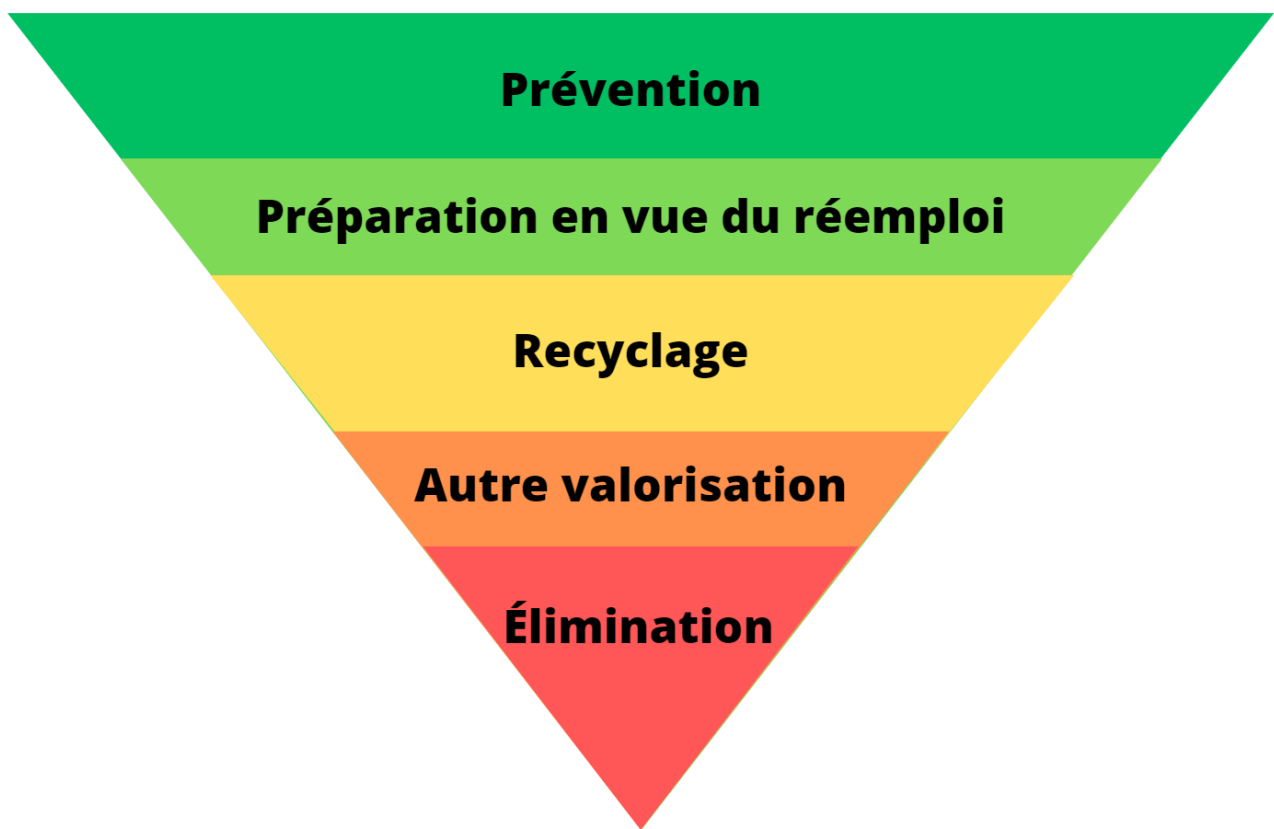 Prévention
Préparation en vue du réemploi
Recyclage
Autre valorisation
Élimination